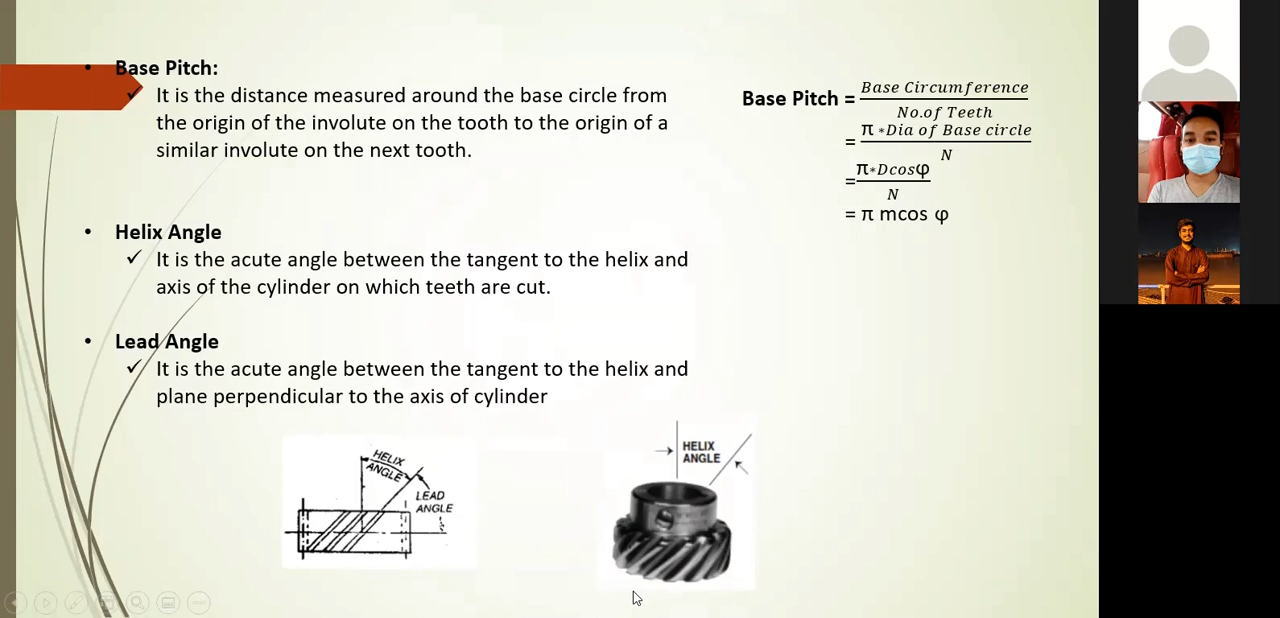 • Base Pitch:
✓ It is the distance measured around the base circle from
the origin of the involute on the tooth to the origin of a
similar involute on the next tooth.
Base Pitch = Base Circumference / No.of Teeth
= π *Dia of Base circle / N
= π*Dcosφ / N
= π mcos φ
• Helix Angle
✓ It is the acute angle between the tangent to the helix and
axis of the cylinder on which teeth are cut.
• Lead Angle
✓ It is the acute angle between the tangent to the helix and
plane perpendicular to the axis of cylinder
HELIX
ANGLE
LEAD
ANGLE
HELIX
ANGLE